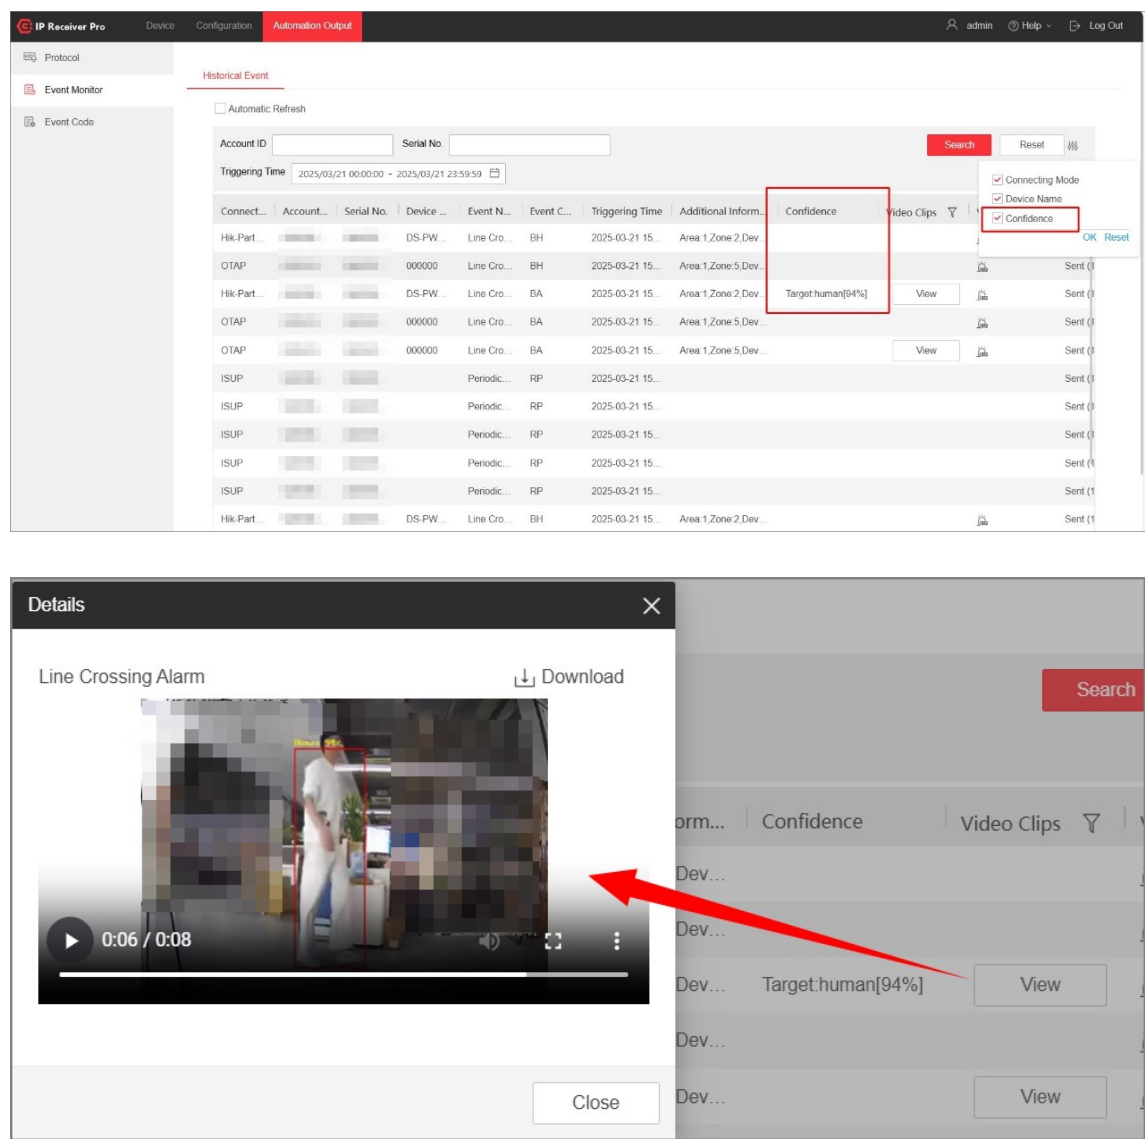 IP Receiver Pro Device Configuration Automation Output admin Help Log Out
Protocol
Event Monitor
Event Code
Historical Event
Automatic Refresh
Account ID Serial No. Search Reset
Triggering Time 2025/03/21 00:00:00 - 2025/03/21 23:59:59
Connecting Mode
Device Name
Confidence
OK Reset
Connect... Account... Serial No. Device ... Event N... Event C... Triggering Time Additional Inform... Confidence Video Clips
Hik-Part... DS-PW... Line Cro... BH 2025-03-21 15... Area:1,Zone:2,Dev...
OTAP 000000 Line Cro... BH 2025-03-21 15... Area:1,Zone:5,Dev... Sent (1
Hik-Part... DS-PW... Line Cro... BA 2025-03-21 15... Area:1,Zone:2,Dev... Target:human[94%] View Sent (1
OTAP 000000 Line Cro... BA 2025-03-21 15... Area:1,Zone:5,Dev... Sent (1
OTAP 000000 Line Cro... BA 2025-03-21 15... Area:1,Zone:5,Dev... View Sent (1
ISUP Periodic... RP 2025-03-21 15... Sent (1
ISUP Periodic... RP 2025-03-21 15... Sent (1
ISUP Periodic... RP 2025-03-21 15... Sent (1
ISUP Periodic... RP 2025-03-21 15... Sent (1
ISUP Periodic... RP 2025-03-21 15... Sent (1
Hik-Part... DS-PW... Line Cro... BH 2025-03-21 15... Area:1,Zone:2,Dev... Sent (1
Details
Line Crossing Alarm Download
0:06 / 0:08
Close
Search
orm... Confidence Video Clips
Dev...
Dev...
Dev... Target:human[94%] View
Dev...
Dev... View